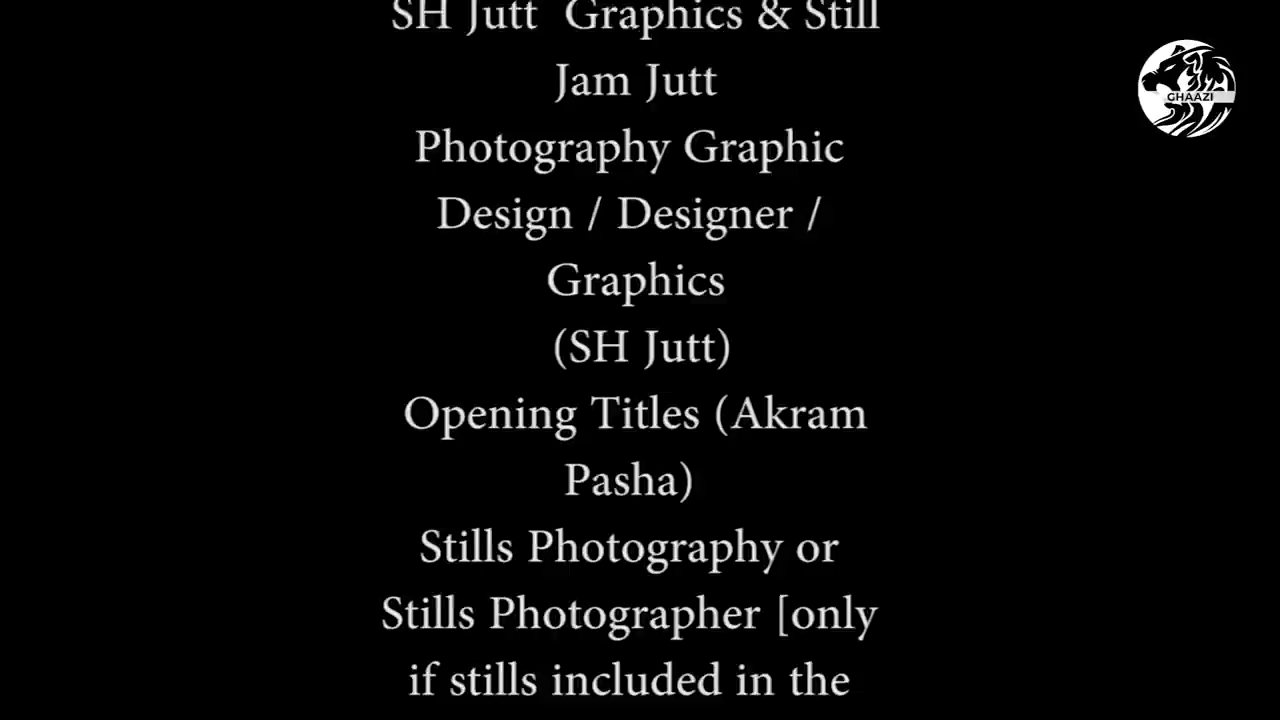 SH Jutt Graphics & Still
Jam Jutt
Photography Graphic
Design / Designer /
Graphics
(SH Jutt)
Opening Titles (Akram
Pasha)
Stills Photography or
Stills Photographer [only
if stills included in the
GHAAZI